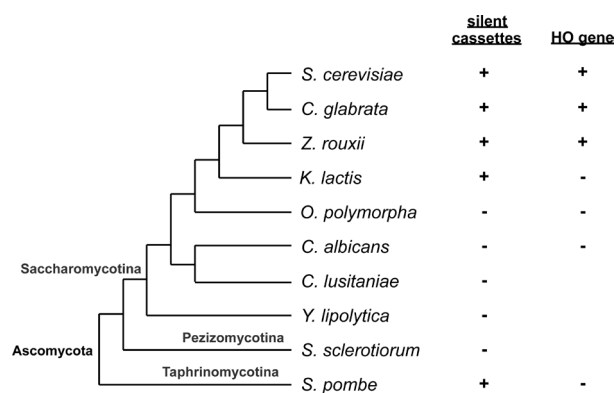 silent
cassettes HO gene
S. cerevisiae + +
C. glabrata + +
Z. rouxii + +
K. lactis + -
O. polymorpha - -
C. albicans - -
Saccharomycotina
C. lusitaniae -
Y. lipolytica -
Pezizomycotina
Ascomycota S. sclerotiorum -
Taphrinomycotina
S. pombe + -